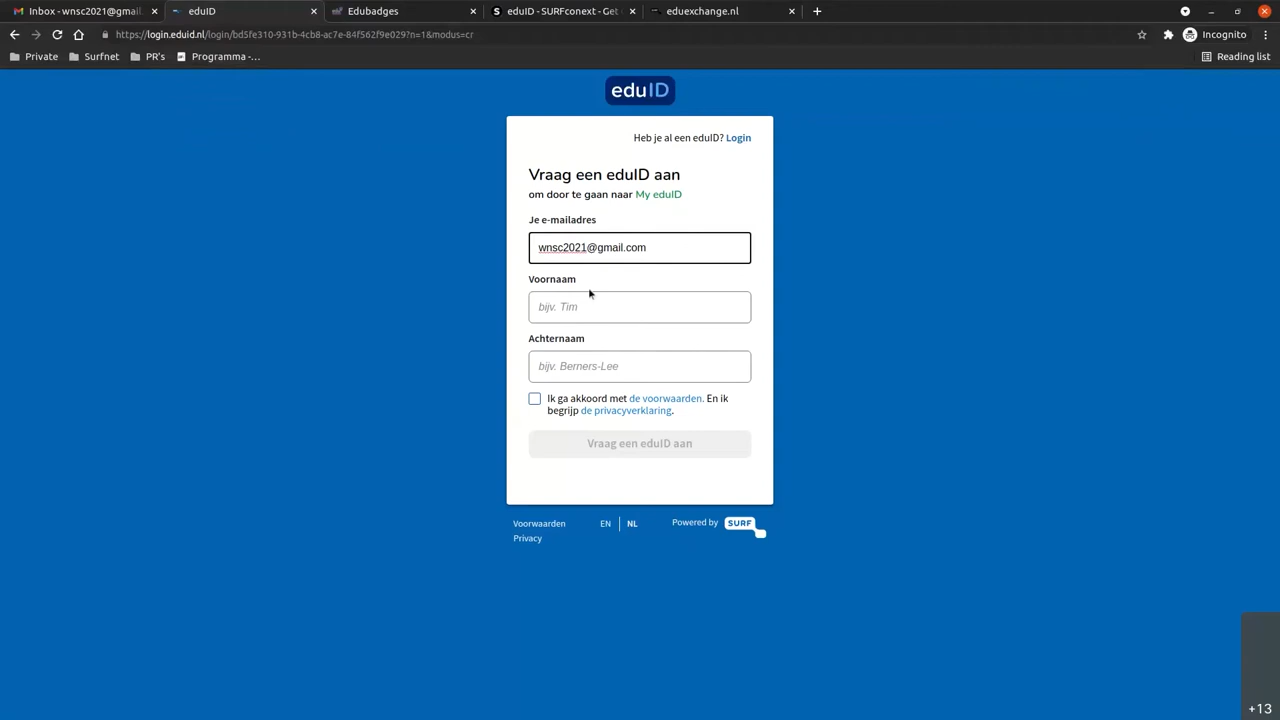 Inbox - wnsc2021@gmail.
eduID
Edubadges
eduID - SURFconext - Get
eduexchange.nl
https://login.eduid.nl/login/bd5fe310-931b-4cb8-ac7e-84f562f9e029?n=1&modus=cr
Incognito
Private
Surfnet
PR's
Programma -...
Reading list
eduID
Heb je al een eduID? Login
Vraag een eduID aan
om door te gaan naar My eduID
Je e-mailadres
wnsc2021@gmail.com
Voornaam
bijv. Tim
Achternaam
bijv. Berners-Lee
Ik ga akkoord met de voorwaarden. En ik
begrijp de privacyverklaring.
Vraag een eduID aan
Voorwaarden
EN
NL
Powered by SURF
Privacy
+13